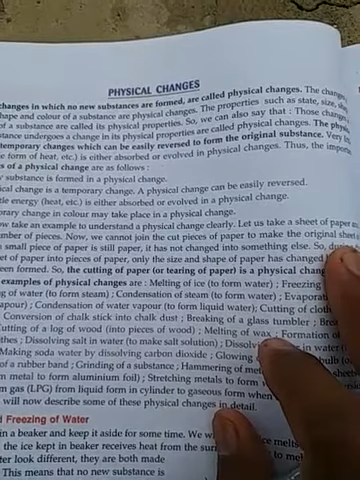 PHYSICAL CHANGES
changes in which no new substances are formed, are called physical changes. The changes
shape and colour of a substance are physical changes. The properties such as state, size,
of a substance are called its physical properties. So, we can also say that : Those changes
substance undergoes a change in its physical properties are called physical changes. The
temporary changes which can be easily reversed to form the original substance. Very
form of heat, etc.) is either absorbed or evolved in physical changes. Thus, the
of a physical change are as follows :
substance is formed in a physical change.
change is a temporary change. A physical change can be easily reversed.
energy (heat, etc.) is either absorbed or evolved in a physical change.
change in colour may take place in a physical change.
take an example to understand a physical change clearly. Let us take a sheet of paper
number of pieces. Now, we cannot join the cut pieces of paper to make the original sheet
small piece of paper is still paper, it has not changed into something else. So,
of paper into pieces, only the size and shape of paper has changed
formed. So, the cutting of paper (or tearing of paper) is a physical change
examples of physical changes are : Melting of ice (to form water) ; Freezing
of water (to form steam) ; Condensation of steam (to form water) ;
; Condensation of water vapour (to form liquid water); Cutting of
Conversion of chalk stick into chalk dust ; Breaking of a glass tumbler ;
Cutting of a log of wood (into pieces of wood) ; Melting of wax ; Formation of
; Dissolving salt in water (to make salt solution) ; in water
Making soda water by dissolving carbon dioxide ; Glowing
of a rubber band ; Grinding of a substance ; Hammering of
metal to form aluminium foil) ; Stretching metals to form
gas (LPG) from liquid form in cylinder to gaseous form when
will now describe some of these physical changes in detail.
Freezing of Water
in a beaker and keep it aside for some time. We melts
the ice kept in beaker receives heat from the to
look different, they are both made
This means that no new substance is